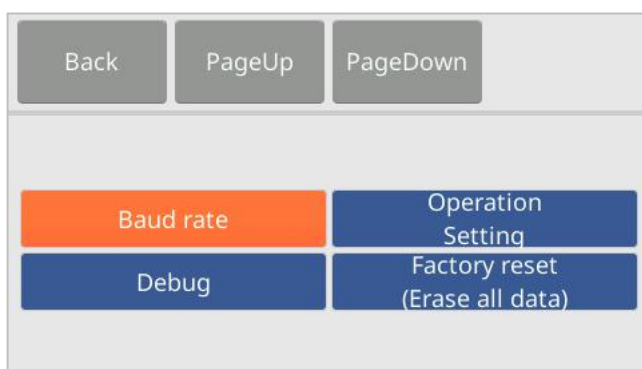 Back
PageUp
PageDown
Baud rate
Operation
Setting
Debug
Factory reset
(Erase all data)